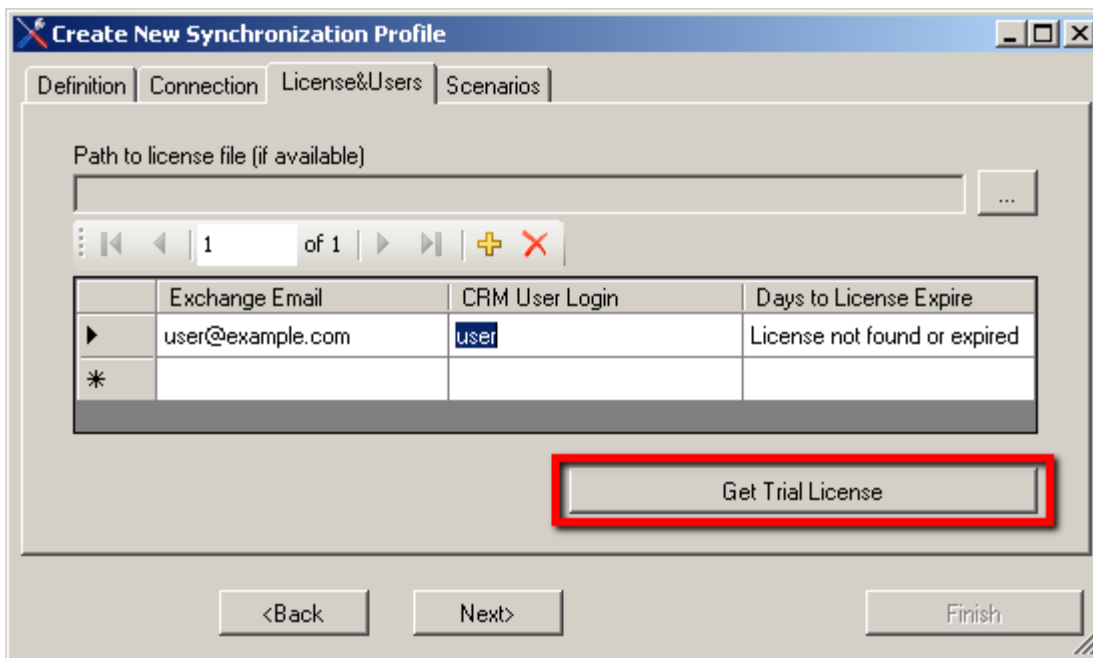 Create New Synchronization Profile
Definition Connection License&Users Scenarios
Path to license file (if available)
...
1 of 1
Exchange Email CRM User Login Days to License Expire
user@example.com user License not found or expired
Get Trial License
<Back Next> Finish